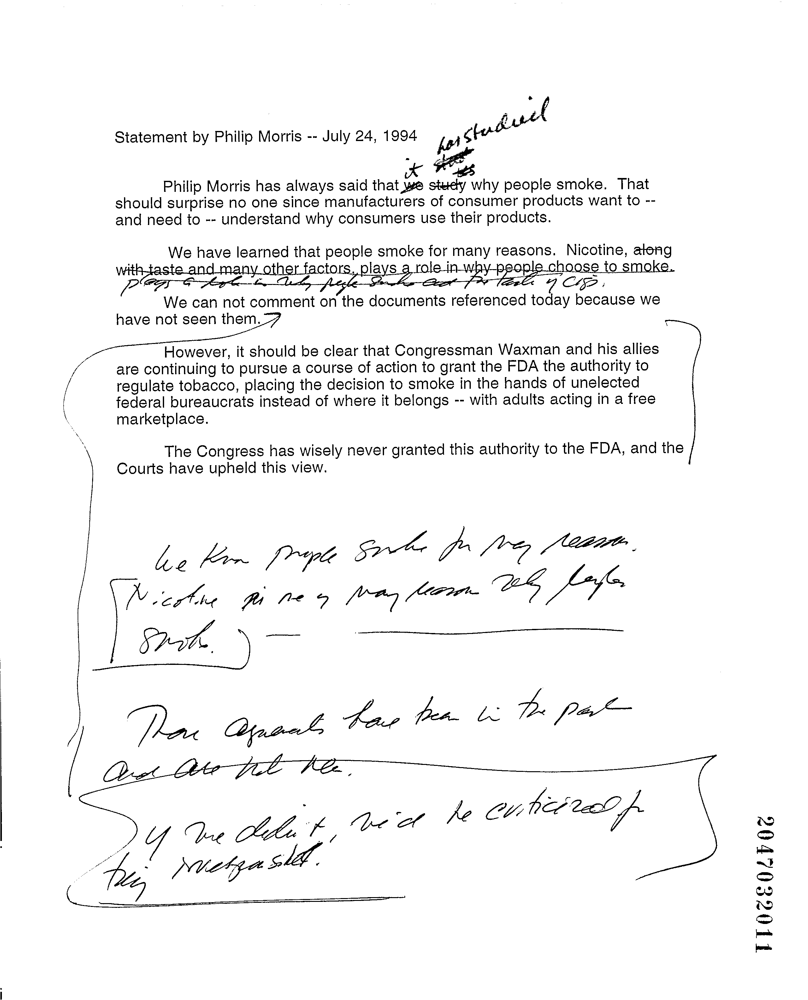 Statement by Philip Morris -- July 24, 1994
has studied
it
Philip Morris has always said that we study why people smoke. That
should surprise no one since manufacturers of consumer products want to --
and need to -- understand why consumers use their products.
We have learned that people smoke for many reasons. Nicotine, along
with taste and many other factors, plays a role in why people choose to smoke.
plays a role in why people smoke and the taste of cigs.
We can not comment on the documents referenced today because we
have not seen them.
However, it should be clear that Congressman Waxman and his allies
are continuing to pursue a course of action to grant the FDA the authority to
regulate tobacco, placing the decision to smoke in the hands of unelected
federal bureaucrats instead of where it belongs -- with adults acting in a free
marketplace.
The Congress has wisely never granted this authority to the FDA, and the
Courts have upheld this view.
We know people smoke for many reason.
Nicotine is one of many reason why people
smoke.
These arguments have been in the past
and are not new.
If we didn't, we'd be criticized for
being irresponsible.
2047032011